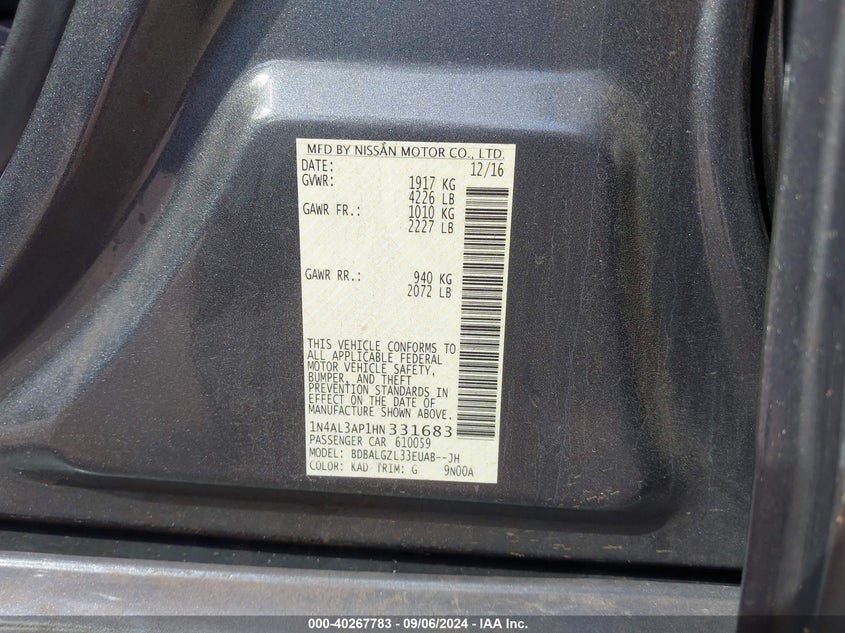 MFD BY NISSAN MOTOR CO., LTD.
DATE: 12/16
GVWR: 1917 KG
4226 LB
GAWR FR.: 1010 KG
2227 LB
GAWR RR.: 940 KG
2072 LB
THIS VEHICLE CONFORMS TO
ALL APPLICABLE FEDERAL
MOTOR VEHICLE SAFETY,
BUMPER, AND THEFT
PREVENTION STANDARDS IN
EFFECT ON THE DATE OF
MANUFACTURE SHOWN ABOVE.
1N4AL3AP1HN 331683
PASSENGER CAR 610059
MODEL: BDBALGZL33EUAB--JH
COLOR: KAD TRIM: G 9N00A
000-40267783 - 09/06/2024 - IAA Inc.